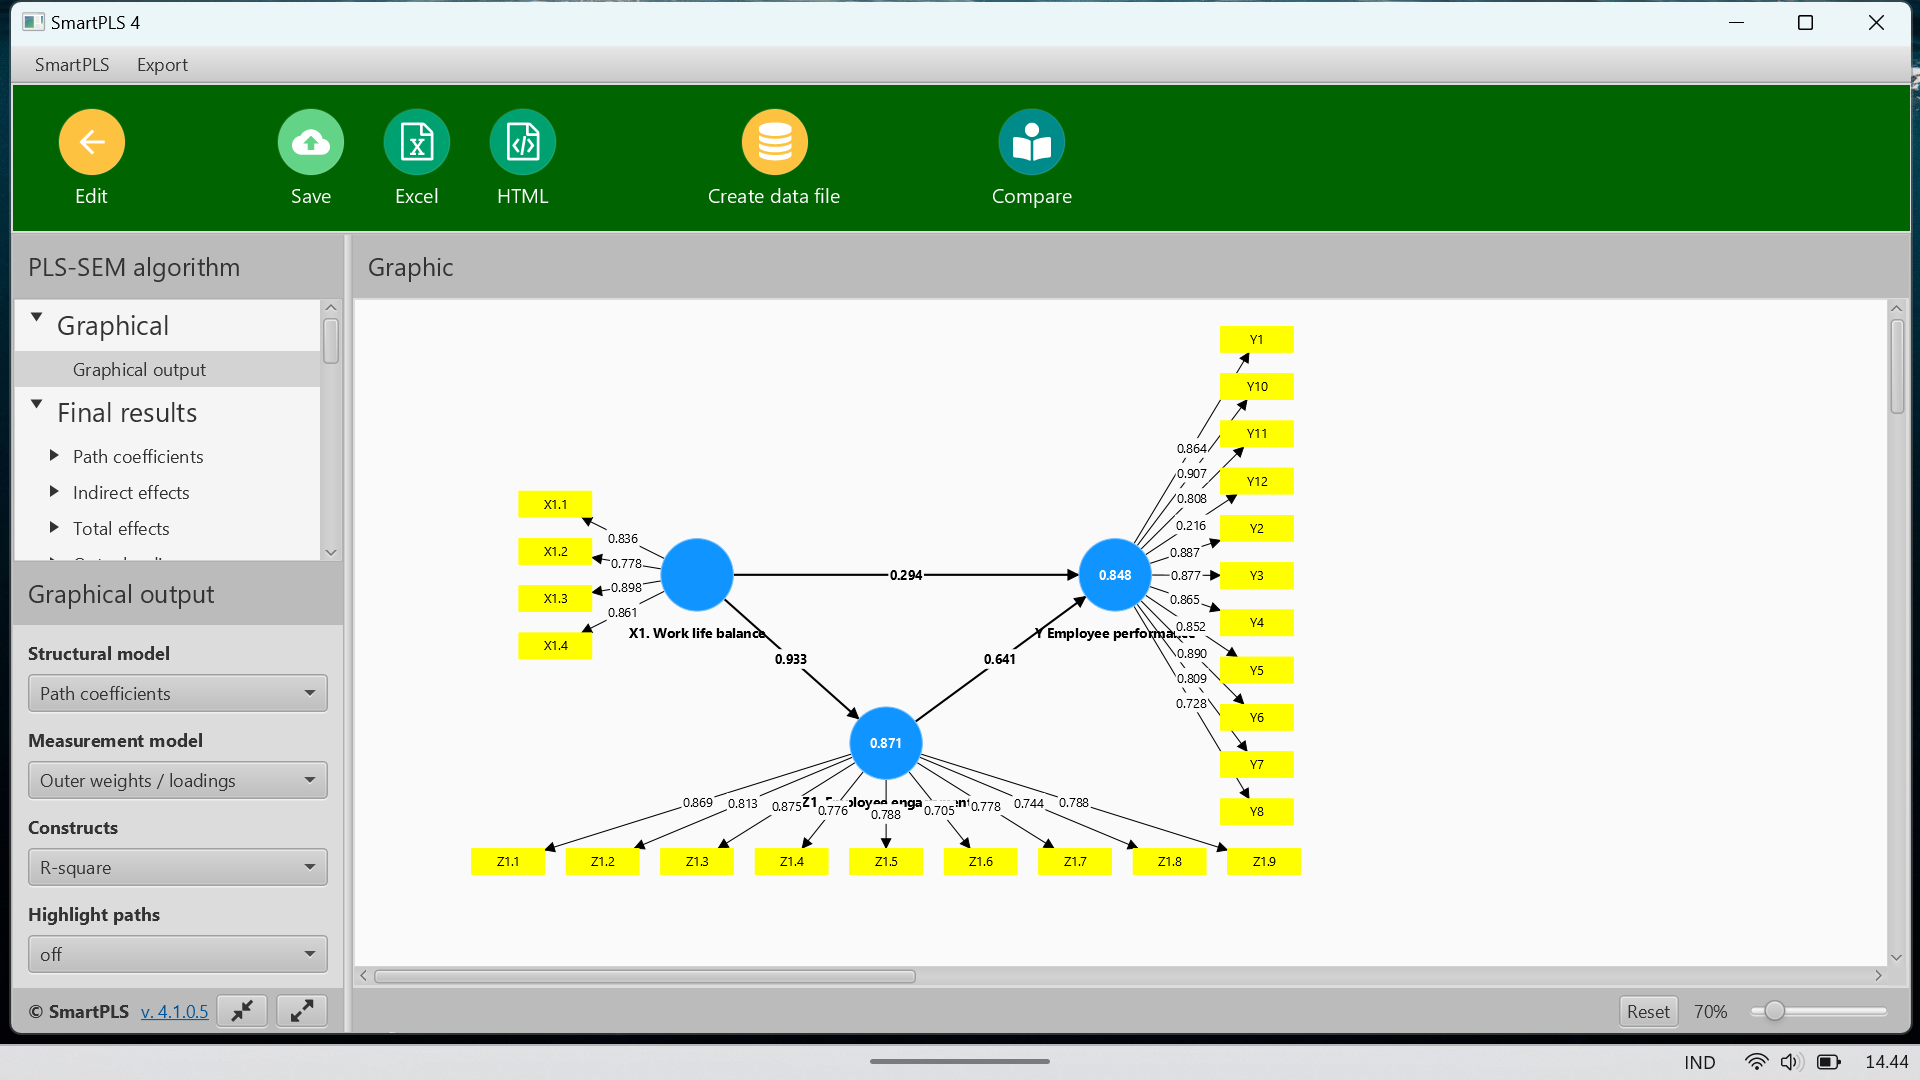 SmartPLS 4
SmartPLS Export
Edit Save Excel HTML Create data file Compare
PLS-SEM algorithm
Graphical
Graphical output
Final results
Path coefficients
Indirect effects
Total effects
Graphical output
Structural model
Path coefficients
Measurement model
Outer weights / loadings
Constructs
R-square
Highlight paths
off
© SmartPLS v. 4.1.0.5
Graphic
Y1
Y10
Y11
Y12
Y2
Y3
Y4
Y5
Y6
Y7
Y8
0.864
0.907
0.808
0.216
0.887
0.877
0.865
0.852
0.890
0.809
0.728
X1.1
X1.2
X1.3
X1.4
0.836
0.778
0.898
0.861
X1. Work life balance
0.294
0.848
Y Employee
0.933
0.641
0.871
Z1.
0.869 0.813 0.875 0.776 0.788 0.705 0.778 0.744 0.788
Z1.1 Z1.2 Z1.3 Z1.4 Z1.5 Z1.6 Z1.7 Z1.8 Z1.9
Reset 70%
IND 14.44